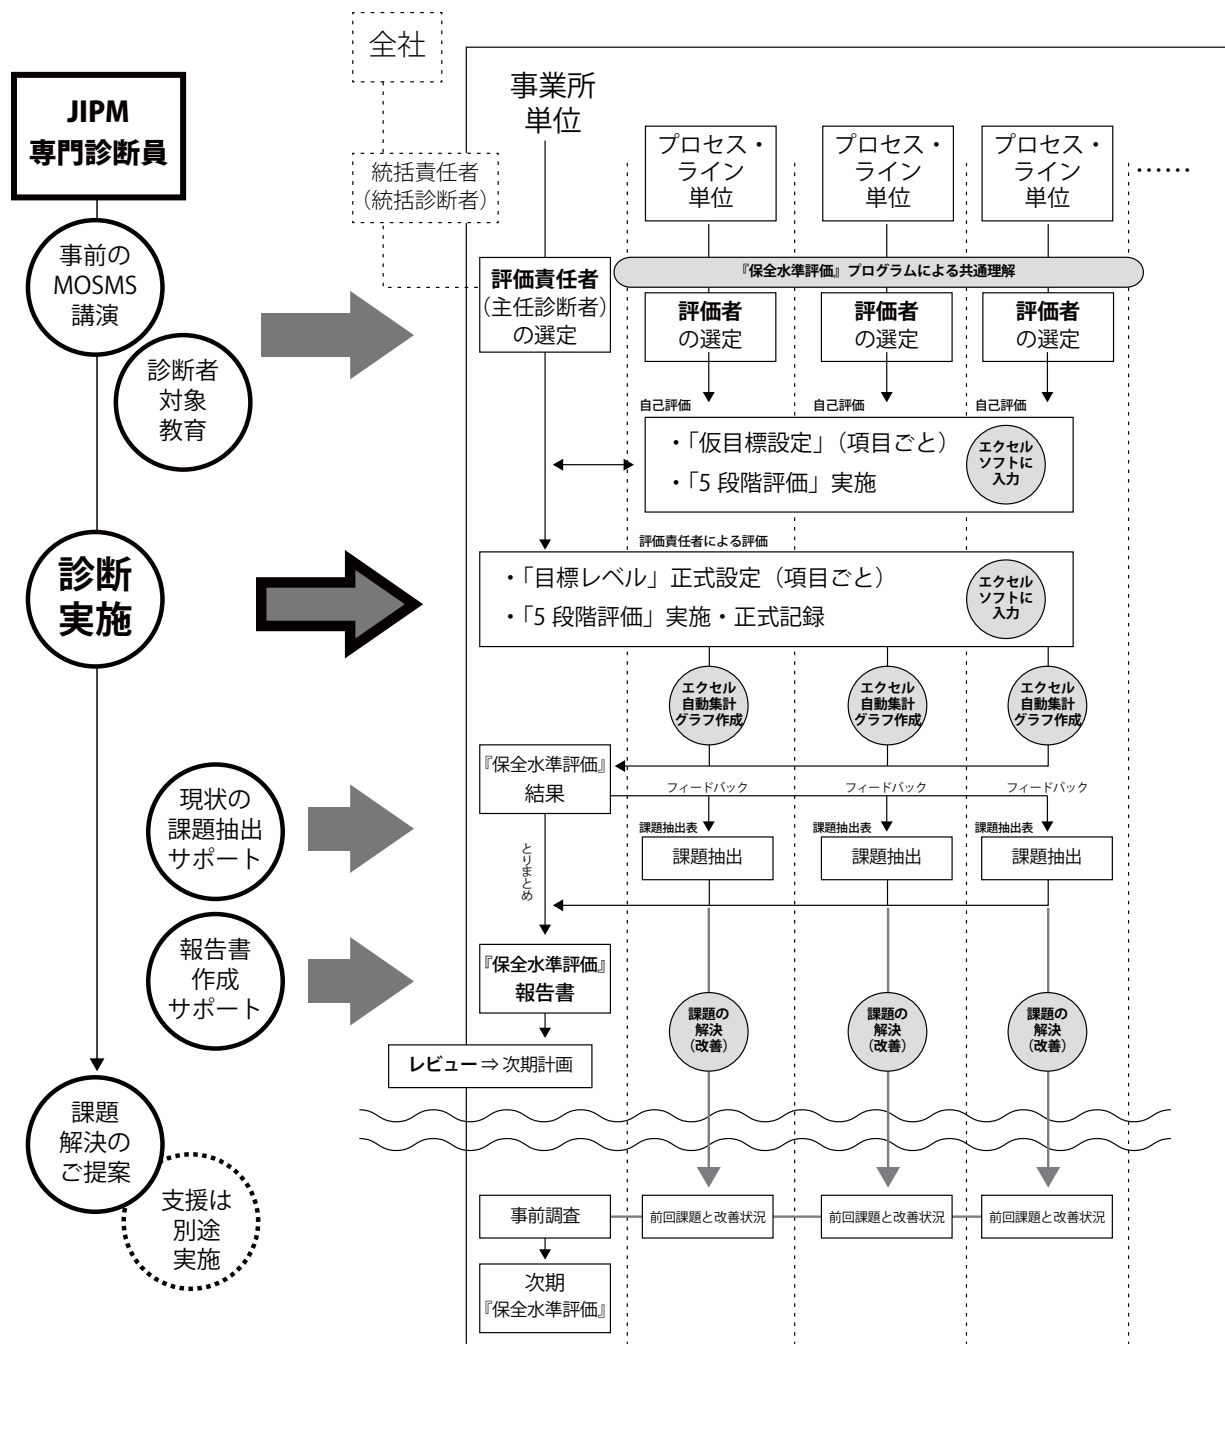 全社
JIPM
専門診断員
事前の
MOSMS
講演
診断者
対象
教育
診断
実施
現状の
課題抽出
サポート
報告書
作成
サポート
課題
解決の
ご提案
支援は
別途
実施
統括責任者
（統括診断者）
事業所
単位
プロセス・
ライン
単位
プロセス・
ライン
単位
プロセス・
ライン
単位
……
『保全水準評価』プログラムによる共通理解
評価責任者
（主任診断者）
の選定
評価者
の選定
評価者
の選定
評価者
の選定
自己評価
自己評価
自己評価
・「仮目標設定」（項目ごと）
・「5 段階評価」実施
エクセル
ソフトに
入力
評価責任者による評価
・「目標レベル」正式設定（項目ごと）
・「5 段階評価」実施・正式記録
エクセル
ソフトに
入力
エクセル
自動集計
グラフ作成
エクセル
自動集計
グラフ作成
エクセル
自動集計
グラフ作成
『保全水準評価』
結果
フィードバック
フィードバック
フィードバック
課題抽出表
課題抽出表
課題抽出表
課題抽出
課題抽出
課題抽出
とりまとめ
『保全水準評価』
報告書
課題の
解決
（改善）
課題の
解決
（改善）
課題の
解決
（改善）
レビュー ⇒ 次期計画
事前調査
前回課題と改善状況
前回課題と改善状況
前回課題と改善状況
次期
『保全水準評価』